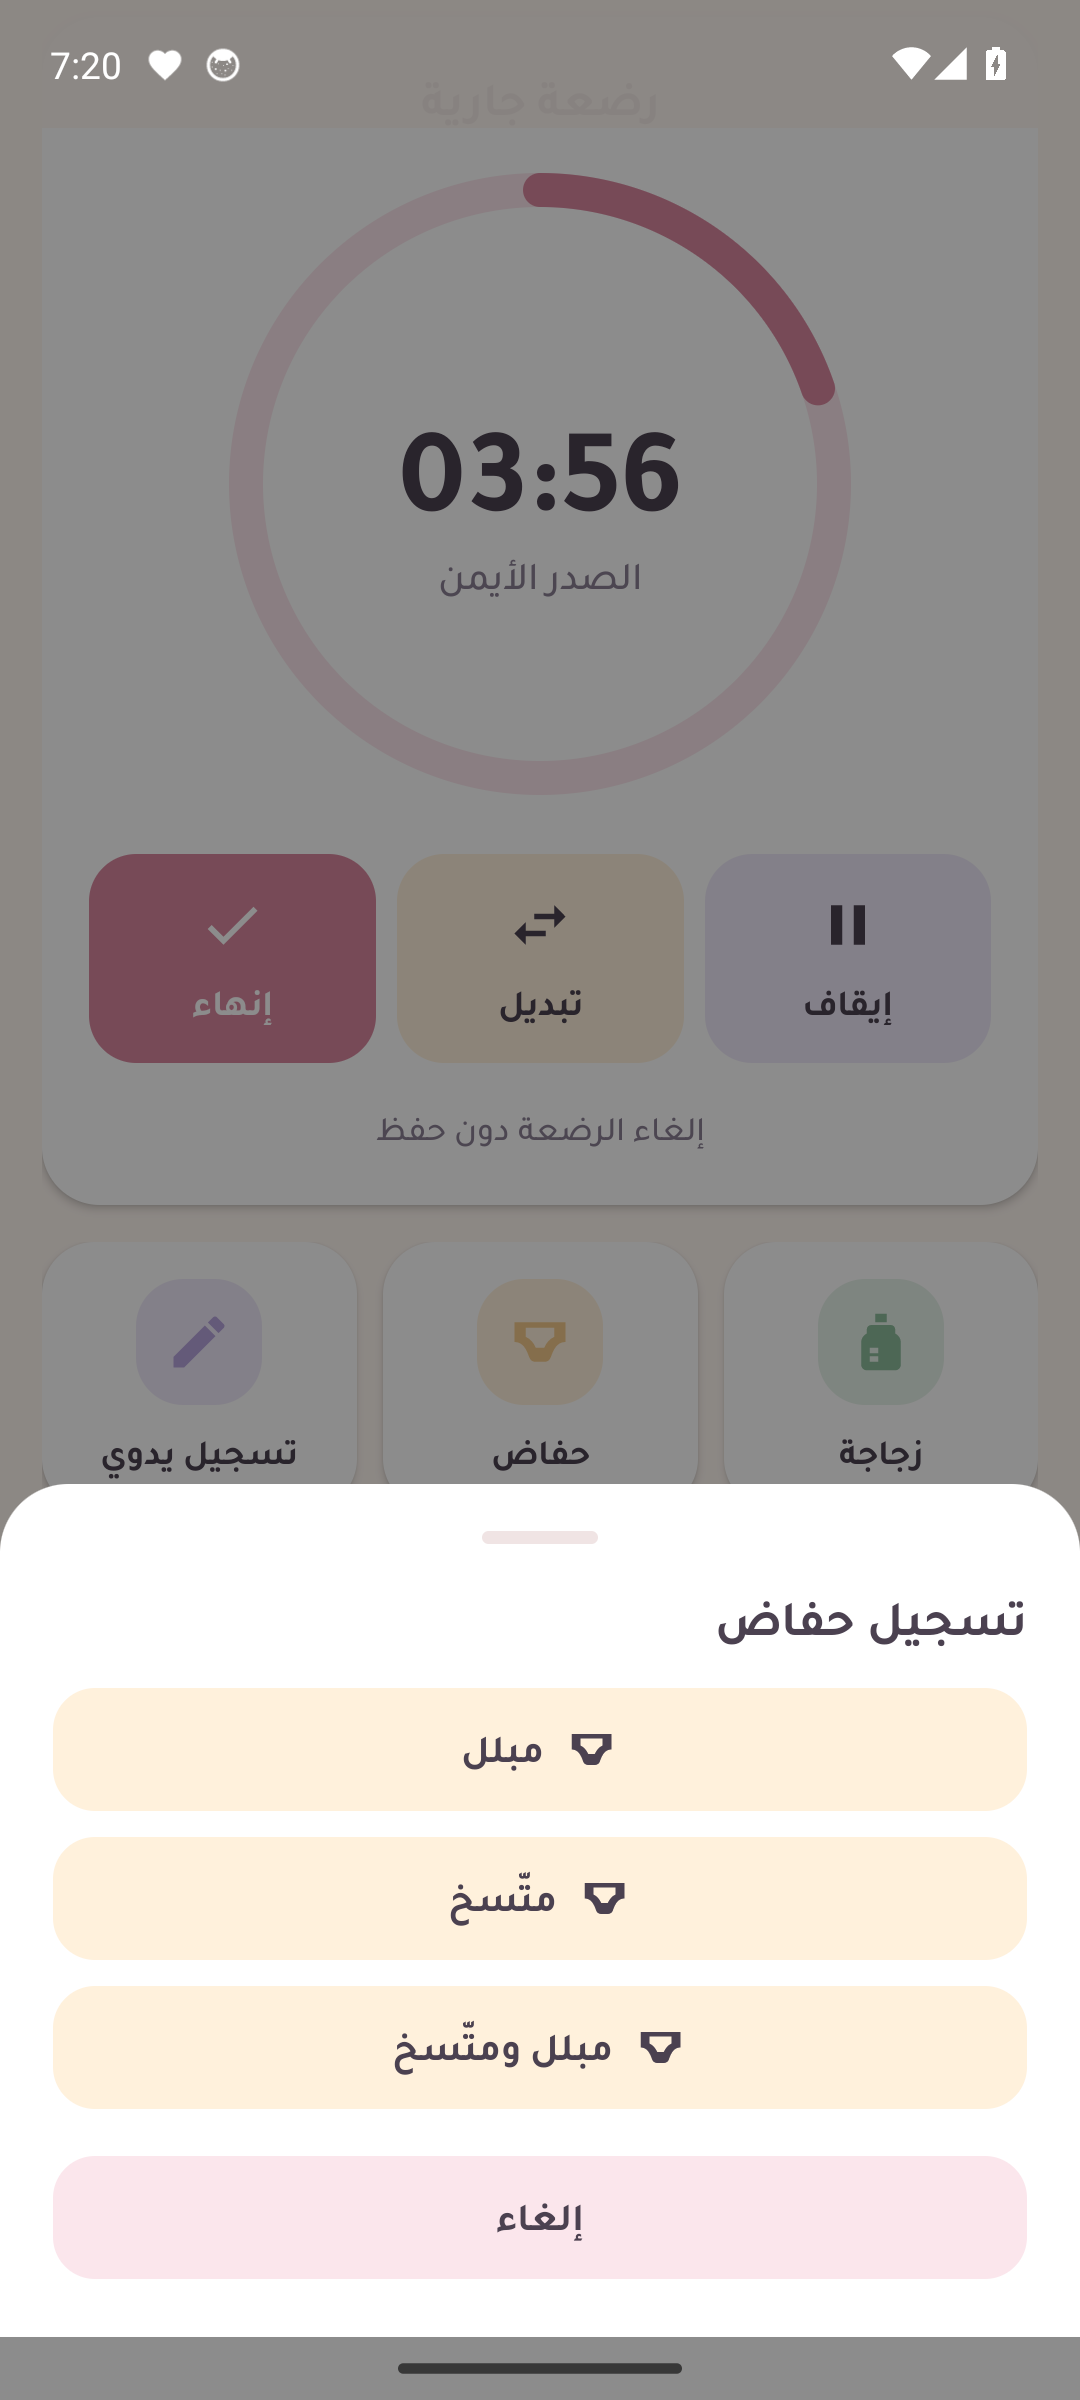 7:20
رضعة جارية
03:56
الصدر الأيمن
إيقاف
تبديل
إنهاء
إلغاء الرضعة دون حفظ
زجاجة
حفاض
تسجيل يدوي
تسجيل حفاض
مبلل
متّسخ
مبلل ومتّسخ
إلغاء